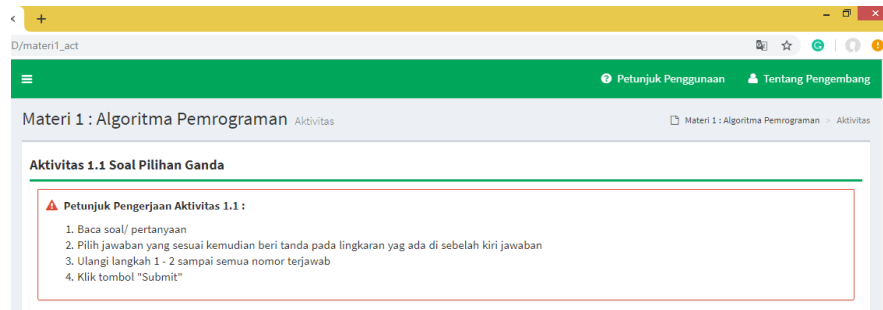 D/materi1_act
Petunjuk Penggunaan
Tentang Pengembang
Materi 1 : Algoritma Pemrograman Aktivitas
Materi 1 : Algoritma Pemrograman > Aktivitas
Aktivitas 1.1 Soal Pilihan Ganda
Petunjuk Pengerjaan Aktivitas 1.1 :
1. Baca soal/ pertanyaan
2. Pilih jawaban yang sesuai kemudian beri tanda pada lingkaran yag ada di sebelah kiri jawaban
3. Ulangi langkah 1 - 2 sampai semua nomor terjawab
4. Klik tombol "Submit"